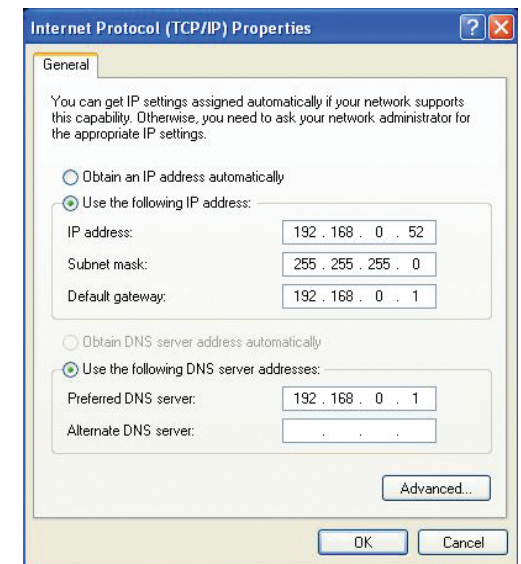 Internet Protocol (TCP/IP) Properties
General
You can get IP settings assigned automatically if your network supports
this capability. Otherwise, you need to ask your network administrator for
the appropriate IP settings.
Obtain an IP address automatically
Use the following IP address:
IP address: 192 . 168 . 0 . 52
Subnet mask: 255 . 255 . 255 . 0
Default gateway: 192 . 168 . 0 . 1
Obtain DNS server address automatically
Use the following DNS server addresses:
Preferred DNS server: 192 . 168 . 0 . 1
Alternate DNS server: . . .
Advanced...
OK Cancel